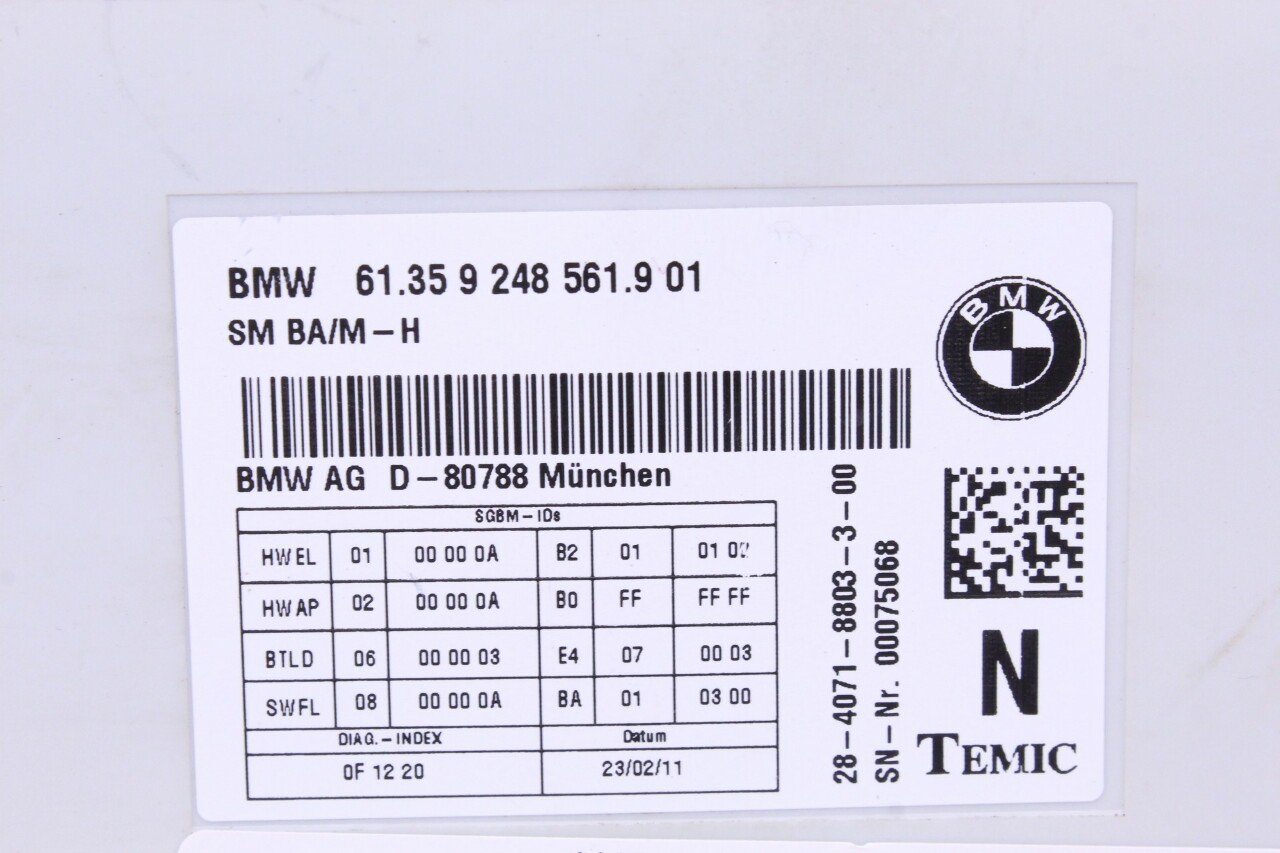 BMW 61.35 9 248 561.9 01
SM BA/M-H
BMW
BMW AG D-80788 München
SGBM-IDs
HWEL 01 00 00 0A B2 01 01
HWAP 02 00 00 0A B0 FF FF FF
BTLD 06 00 00 03 E4 07 00 03
SWFL 08 00 00 0A BA 01 03 00
DIAG.-INDEX Datum
0F 12 20 23/02/11
28-4071-8803-3-00
SN-Nr. 00075068
N
TEMIC